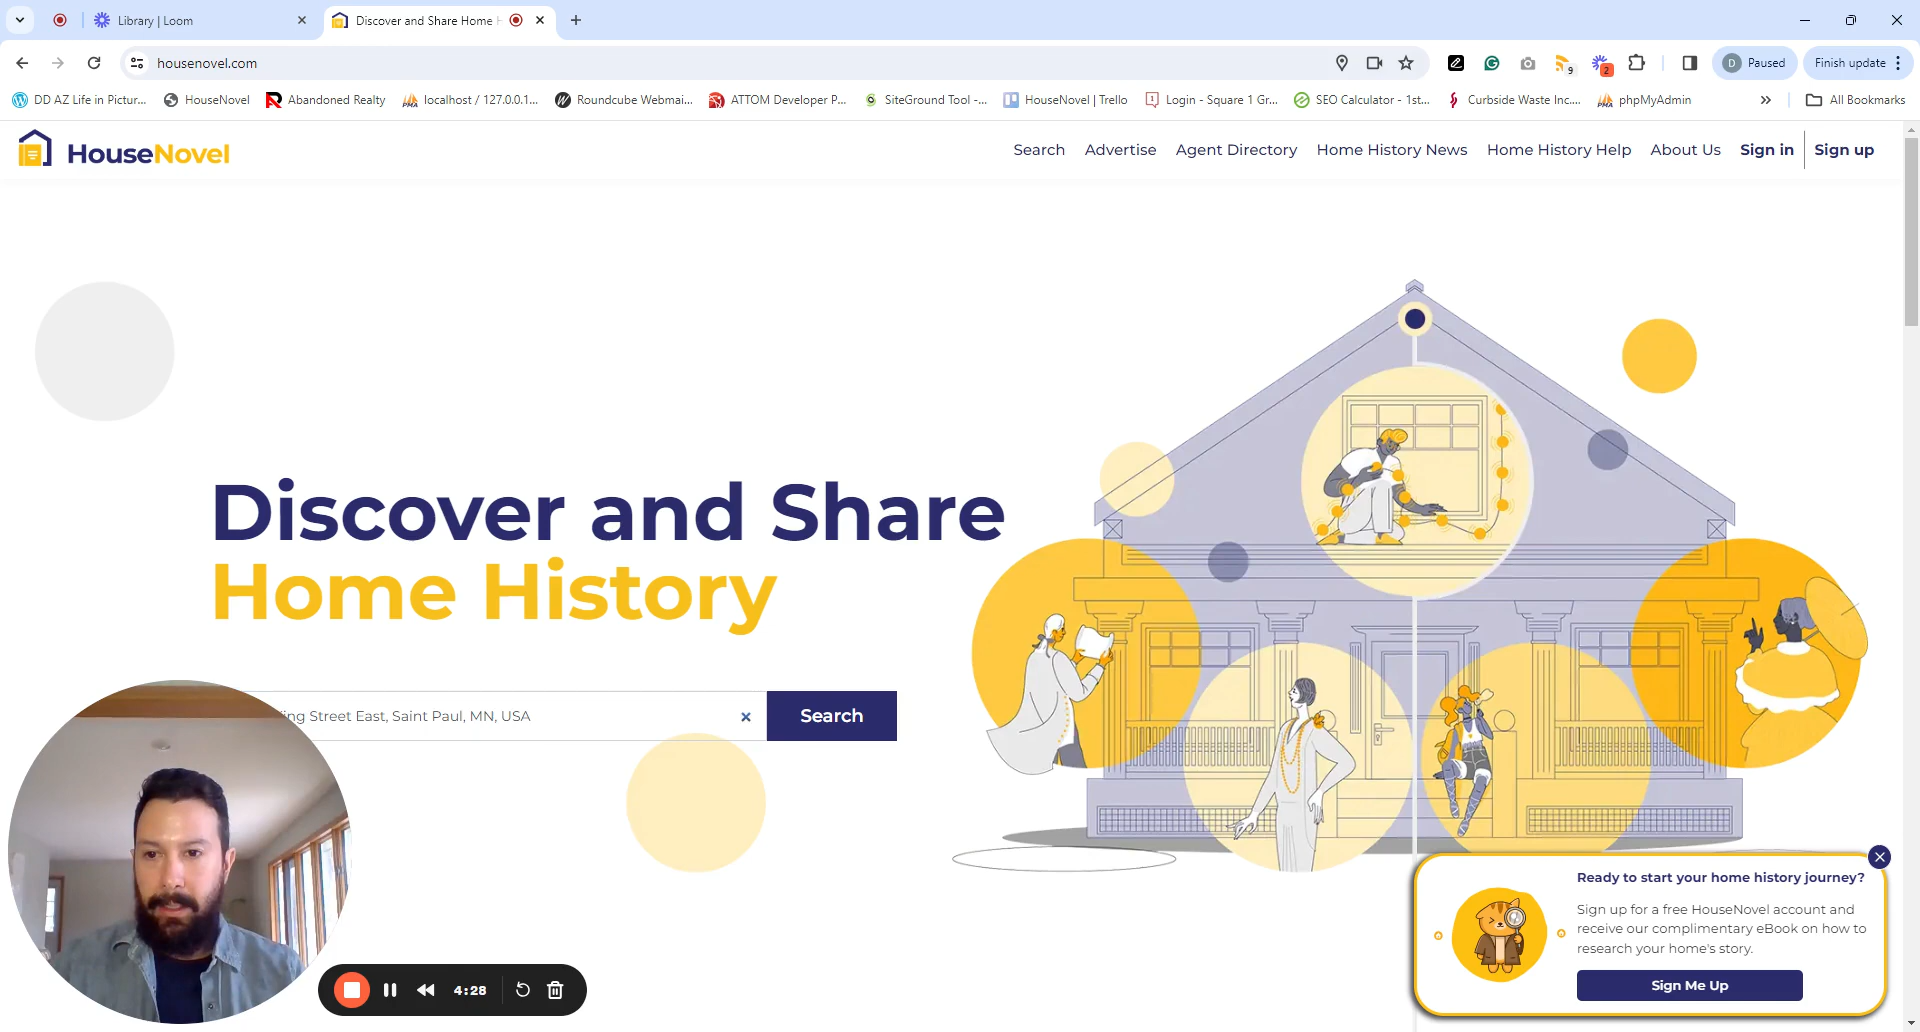 Library | Loom
Discover and Share Home H
housenovel.com
9
2
D Paused
Finish update
DD AZ Life in Pictur...
HouseNovel
Abandoned Realty
localhost / 127.0.0.1...
Roundcube Webmai...
ATTOM Developer P...
SiteGround Tool -...
HouseNovel | Trello
Login - Square 1 Gr...
SEO Calculator - 1st...
Curbside Waste Inc....
phpMyAdmin
All Bookmarks
HouseNovel
Search
Advertise
Agent Directory
Home History News
Home History Help
About Us
Sign in
Sign up
Discover and Share
Home History
Street East, Saint Paul, MN, USA
Search
Ready to start your home history journey?
Sign up for a free HouseNovel account and
receive our complimentary eBook on how to
research your home's story.
Sign Me Up
4:28